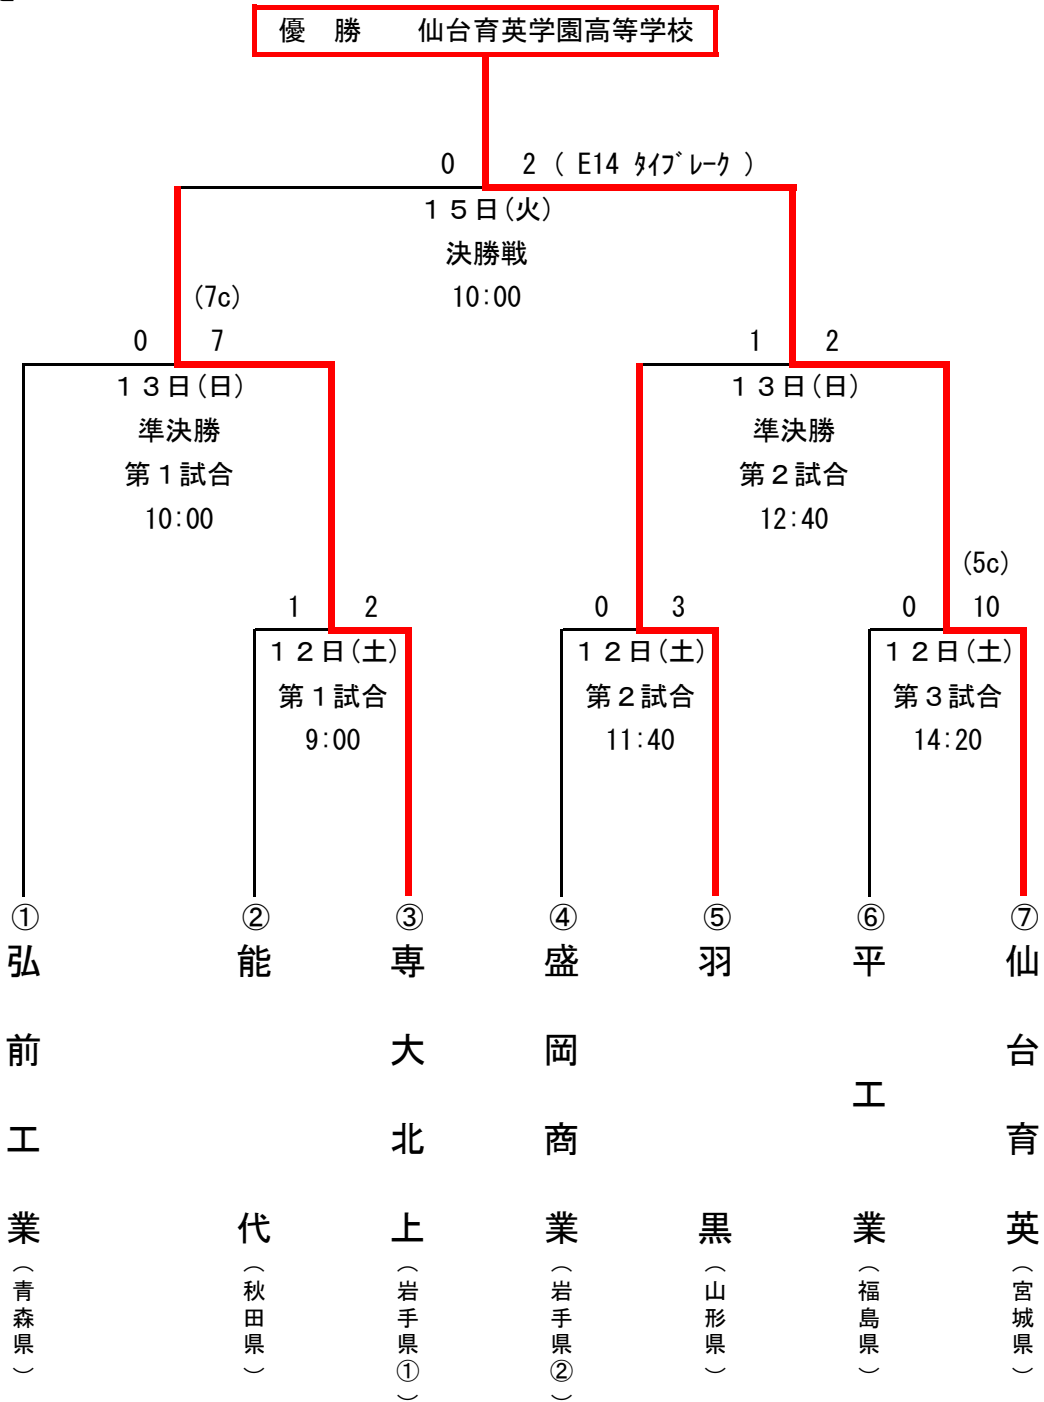 優　勝　　仙台育英学園高等学校
0　2 ( E14 ﾀｲﾌﾞﾚｰｸ )
１５日(火)
決勝戦
10:00
(7c)
0　7
１３日(日)
準決勝
第１試合
10:00
1　2
１３日(日)
準決勝
第２試合
12:40
1　2
１２日(土)
第１試合
9:00
0　3
１２日(土)
第２試合
11:40
(5c)
0　10
１２日(土)
第３試合
14:20
①
弘前工業
（青森県）
②
能代
（秋田県）
③
専大北上
（岩手県①）
④
盛岡商業
（岩手県②）
⑤
羽黒
（山形県）
⑥
平工業
（福島県）
⑦
仙台育英
（宮城県）